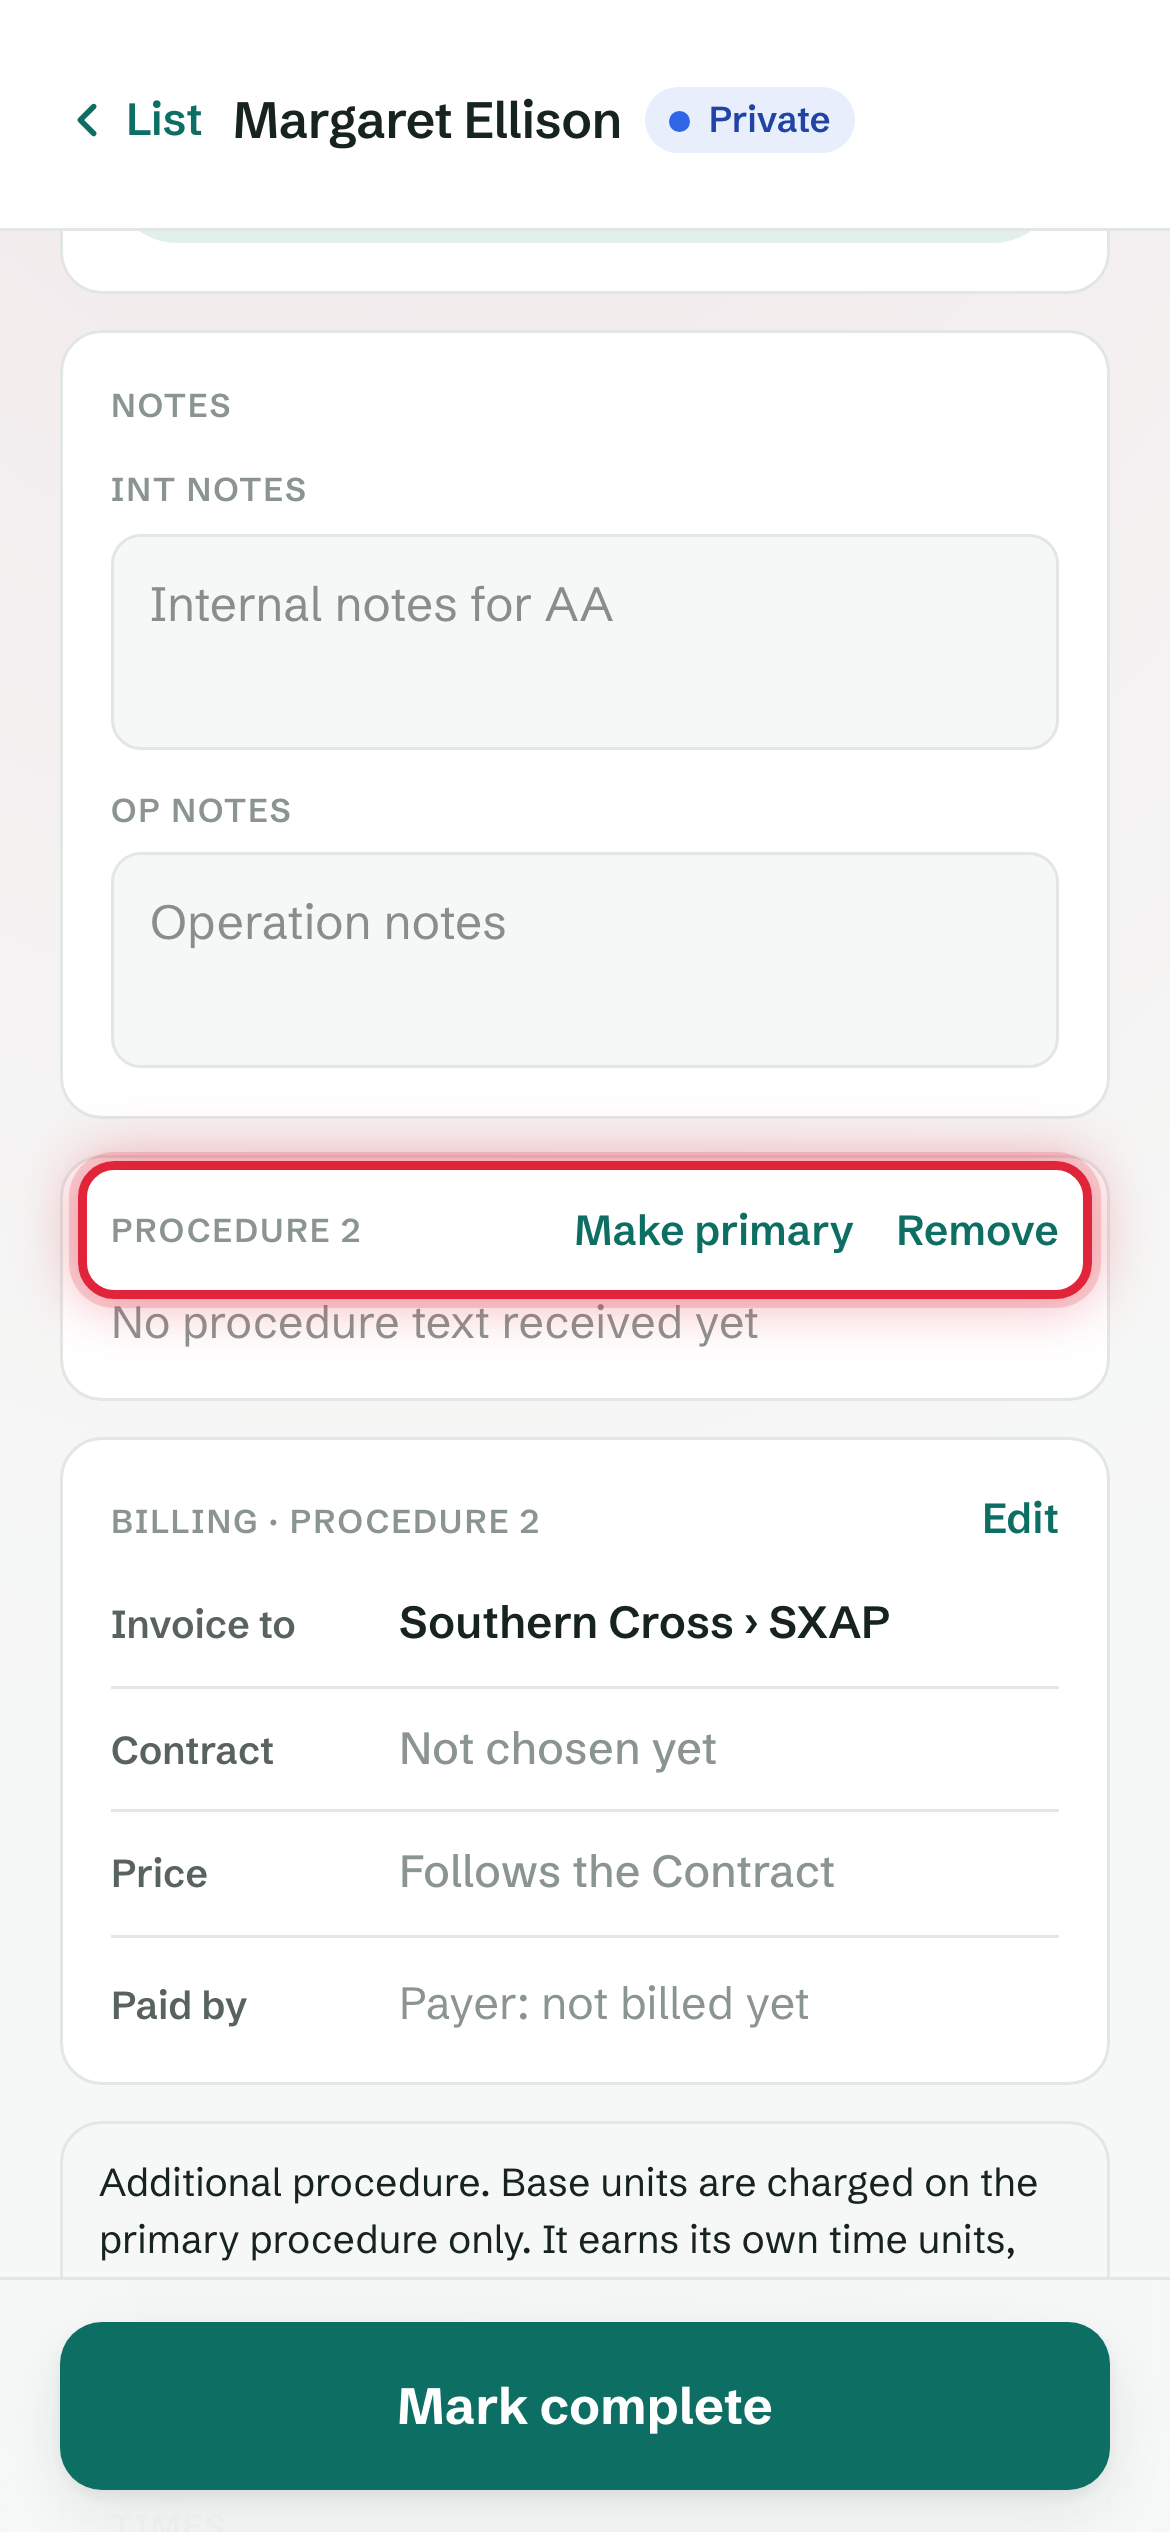 List Margaret Ellison Private
NOTES
INT NOTES
Internal notes for AA
OP NOTES
Operation notes
PROCEDURE 2 Make primary Remove
No procedure text received yet
BILLING · PROCEDURE 2 Edit
Invoice to Southern Cross › SXAP
Contract Not chosen yet
Price Follows the Contract
Paid by Payer: not billed yet
Additional procedure. Base units are charged on the
primary procedure only. It earns its own time units,
Mark complete
TIMES